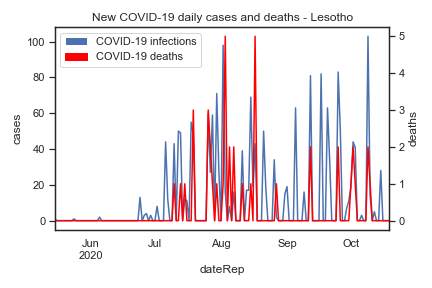 New COVID-19 daily cases and deaths - Lesotho
COVID-19 infections
COVID-19 deaths
100
80
60
40
20
0
cases
5
4
3
2
1
0
deaths
Jun
2020
Jul
Aug
Sep
Oct
dateRep